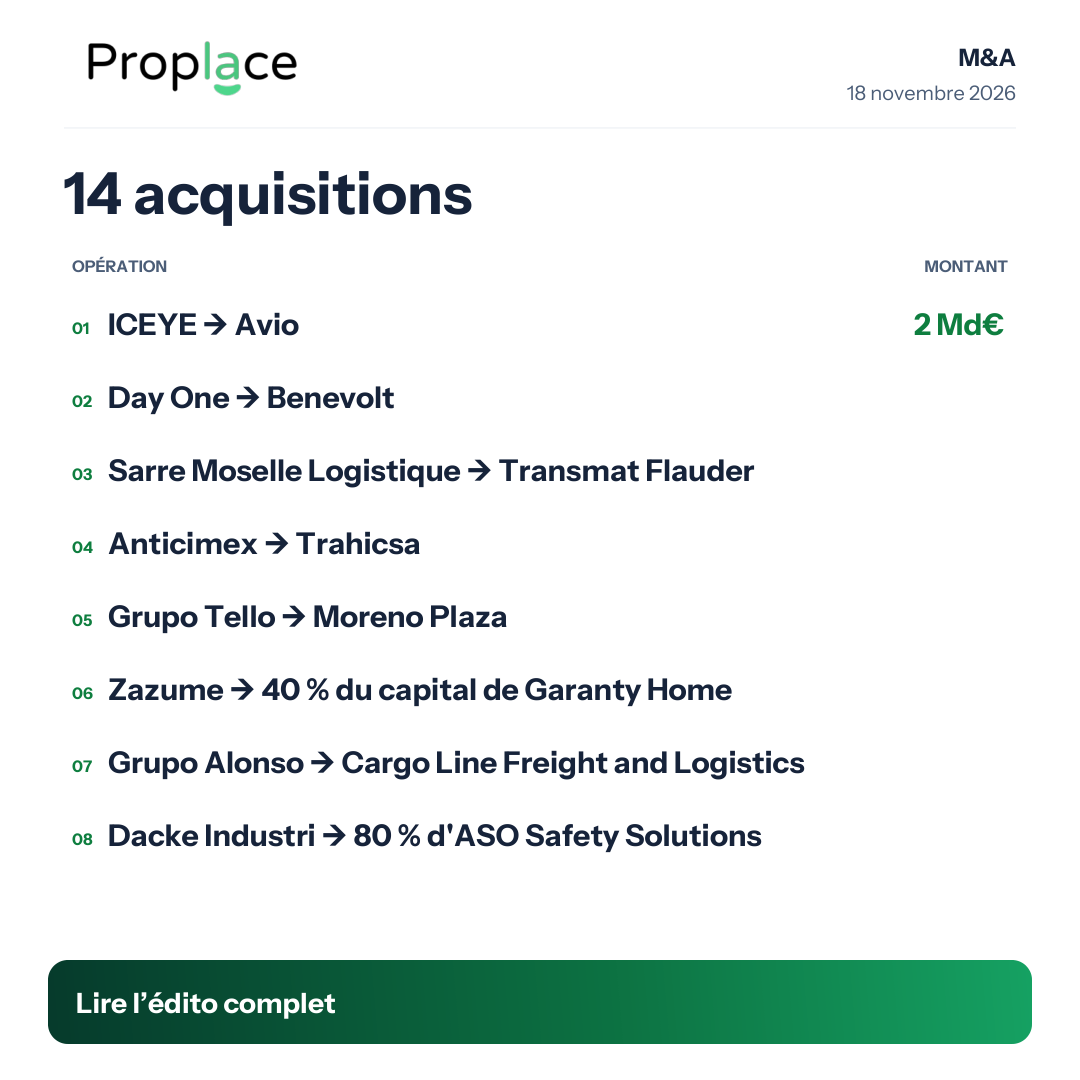 Proplace
M&A
18 novembre 2026
14 acquisitions
OPÉRATION MONTANT
01 ICEYE → Avio 2 Md€
02 Day One → Benevolt
03 Sarre Moselle Logistique → Transmat Flauder
04 Anticimex → Trahicsa
05 Grupo Tello → Moreno Plaza
06 Zazume → 40 % du capital de Garanty Home
07 Grupo Alonso → Cargo Line Freight and Logistics
08 Dacke Industri → 80 % d'ASO Safety Solutions
Lire l’édito complet